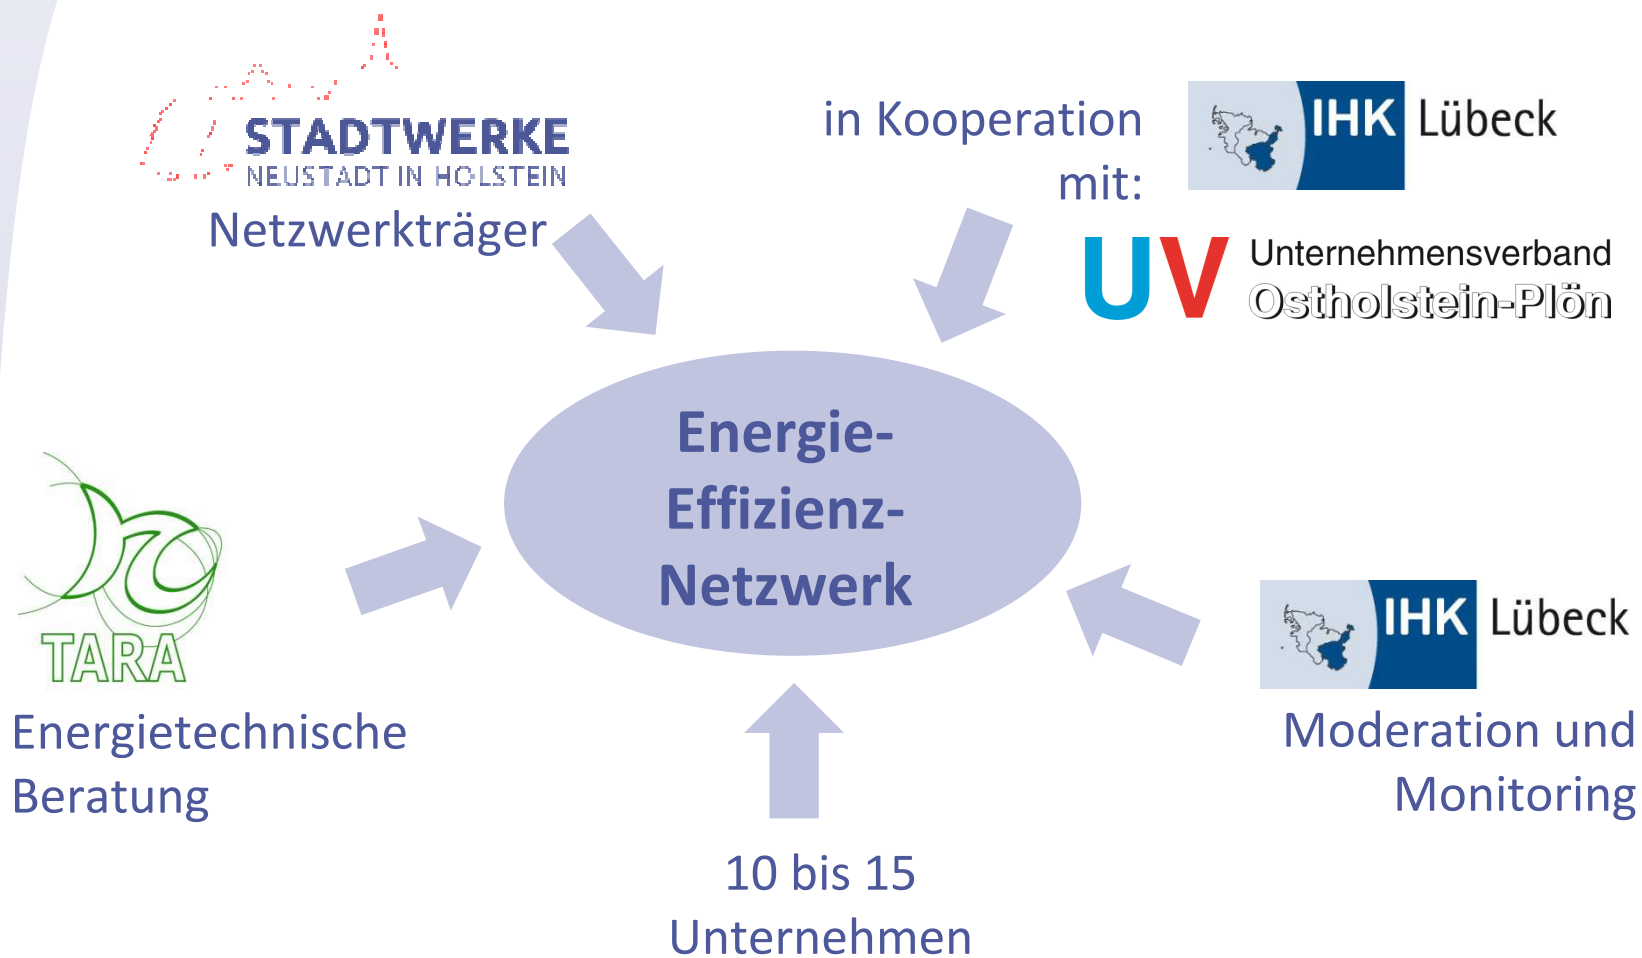 STADTWERKE
NEUSTADT IN HOLSTEIN
Netzwerkträger
in Kooperation
mit:
IHK Lübeck
UV Unternehmensverband
Ostholstein-Plön
Energie-
Effizienz-
Netzwerk
TARA
Energietechnische
Beratung
IHK Lübeck
Moderation und
Monitoring
10 bis 15
Unternehmen